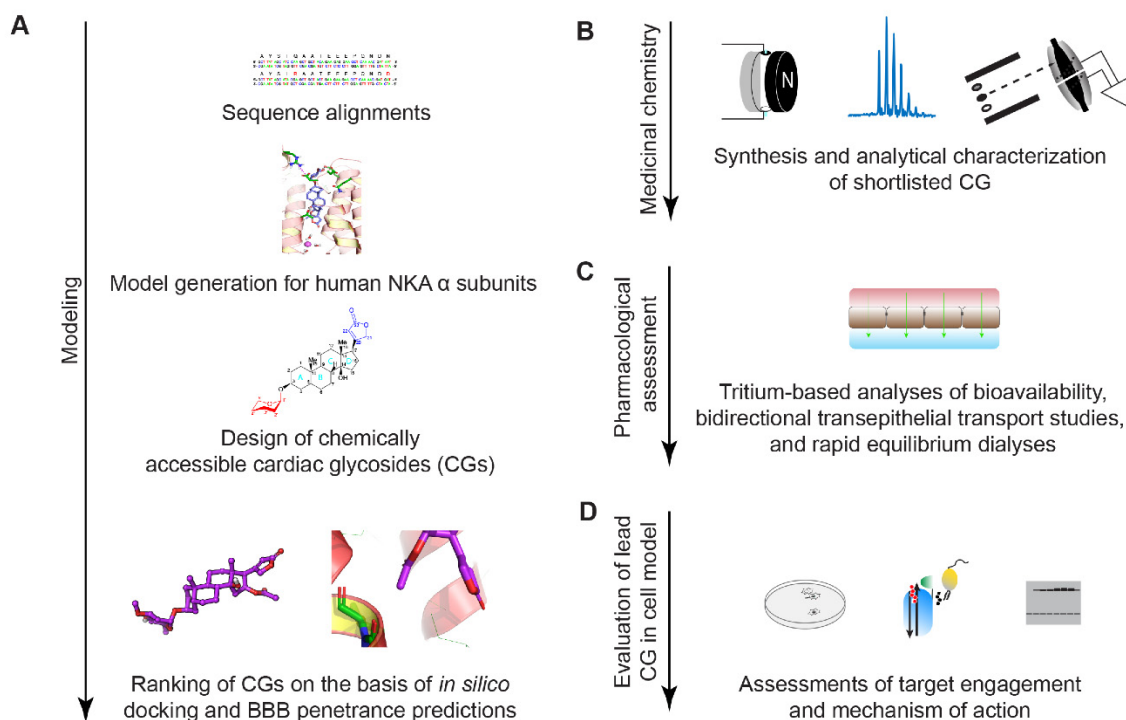 A
A Y S T Q A A T E E E P Q N D N
A Y S T R A A T E E E P Q N D D
Sequence alignments
Model generation for human NKA α subunits
Design of chemically
accessible cardiac glycosides (CGs)
Ranking of CGs on the basis of in silico
docking and BBB penetrance predictions
Modeling
B
Medicinal chemistry
N
Synthesis and analytical characterization
of shortlisted CG
C
Pharmacological
assessment
Tritium-based analyses of bioavailability,
bidirectional transepithelial transport studies,
and rapid equilibrium dialyses
D
Evaluation of lead
CG in cell model
Assessments of target engagement
and mechanism of action